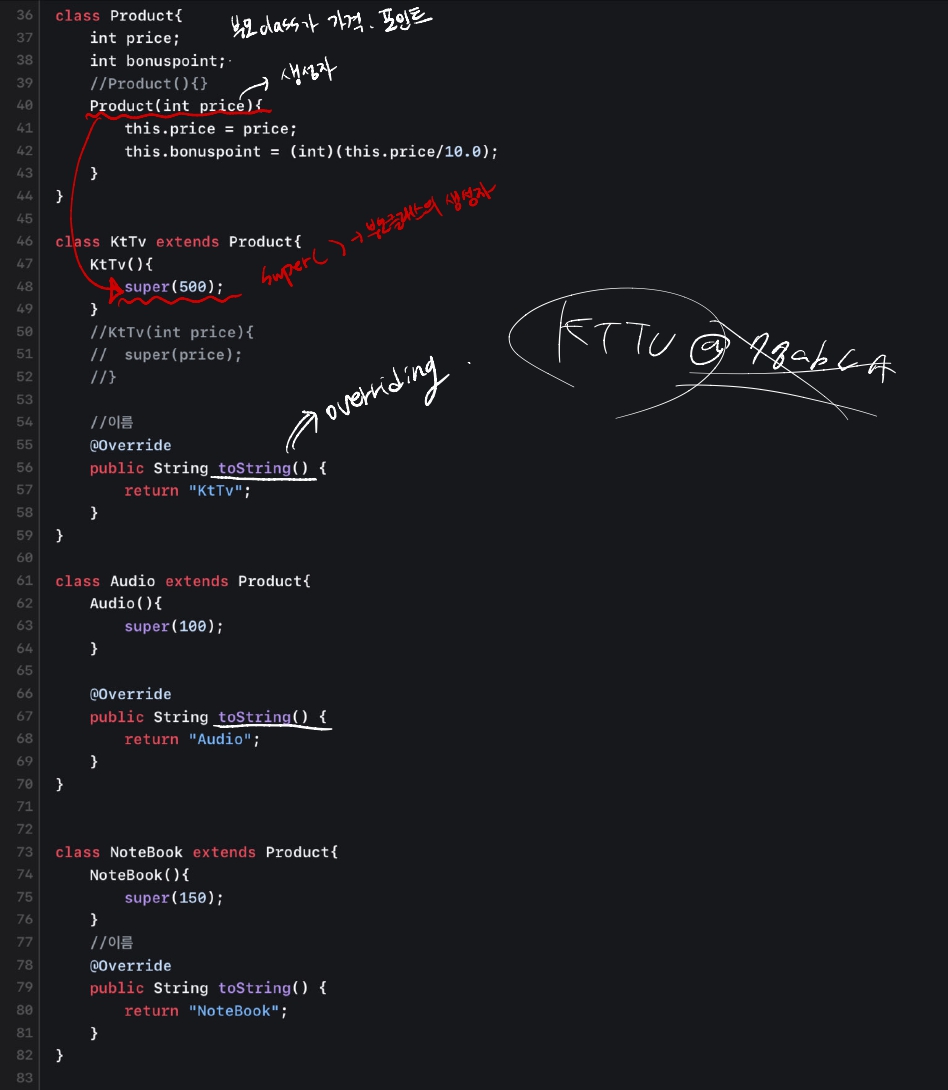 36 class Product{
부모class가 가격. 포인트
37 int price;
38 int bonuspoint;
39 //Product(){}
생성자
40 Product(int price){
41 this.price = price;
42 this.bonuspoint = (int)(this.price/10.0);
43 }
44 }
45
super( ) → 부모클래스의 생성자
46 class KtTv extends Product{
47 KtTv(){
48 super(500);
49 }
50 //KtTv(int price){
51 //  super(price);
52 //}
KTTU @
overriding.
53
54 //이름
55 @Override
56 public String toString() {
57 return "KtTv";
58 }
59 }
60
61 class Audio extends Product{
62 Audio(){
63 super(100);
64 }
65
66 @Override
67 public String toString() {
68 return "Audio";
69 }
70 }
71
72
73 class NoteBook extends Product{
74 NoteBook(){
75 super(150);
76 }
77 //이름
78 @Override
79 public String toString() {
80 return "NoteBook";
81 }
82 }
83